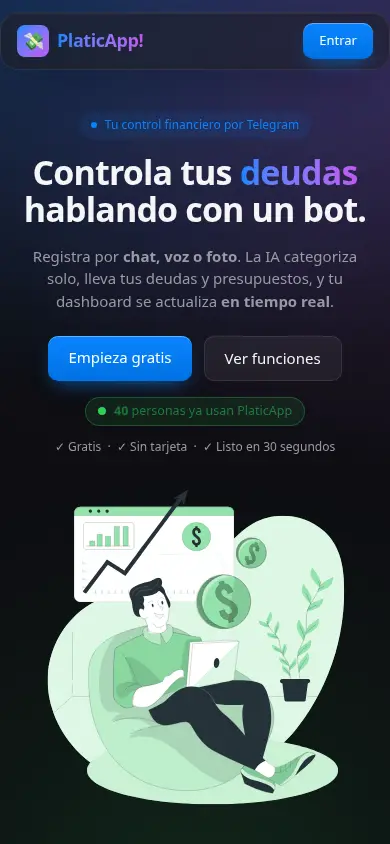 💸 PlaticApp!
Entrar
Tu control financiero por Telegram
Controla tus deudas
hablando con un bot.
Registra por chat, voz o foto. La IA categoriza
solo, lleva tus deudas y presupuestos, y tu
dashboard se actualiza en tiempo real.
Empieza gratis
Ver funciones
40 personas ya usan PlaticApp
✓ Gratis · ✓ Sin tarjeta · ✓ Listo en 30 segundos
$
$
$